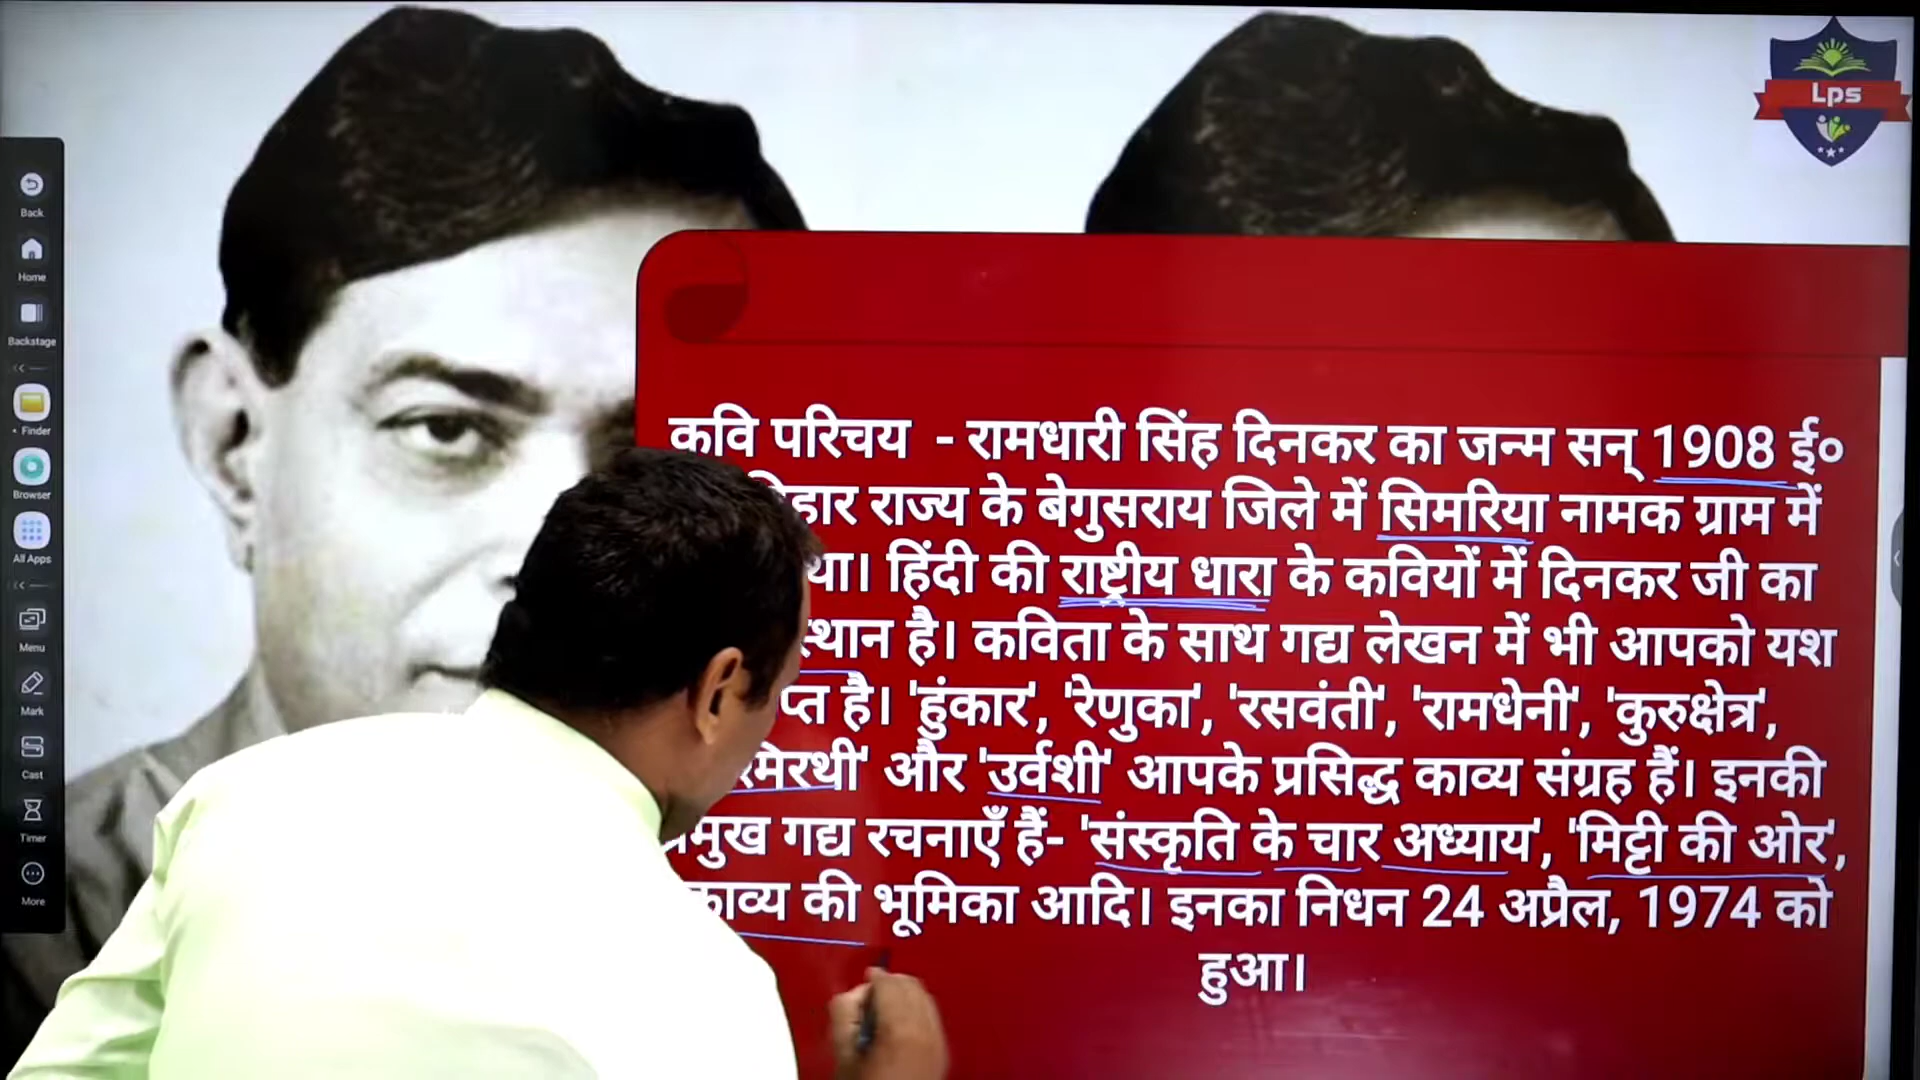 Lps
Back
Home
Backstage
Finder
Browser
All Apps
Menu
Mark
Cast
Timer
More
कवि परिचय - रामधारी सिंह दिनकर का जन्म सन् 1908 ई०
राज्य के बेगुसराय जिले में सिमरिया नामक ग्राम में
था। हिंदी की राष्ट्रीय धारा के कवियों में दिनकर जी का
स्थान है। कविता के साथ गद्य लेखन में भी आपको यश
है। 'हुंकार', 'रेणुका', 'रसवंती', 'रामधेनी', 'कुरुक्षेत्र',
और 'उर्वशी' आपके प्रसिद्ध काव्य संग्रह हैं। इनकी
गद्य रचनाएँ हैं- 'संस्कृति के चार अध्याय', 'मिट्टी की ओर',
काव्य की भूमिका आदि। इनका निधन 24 अप्रैल, 1974 को
हुआ।